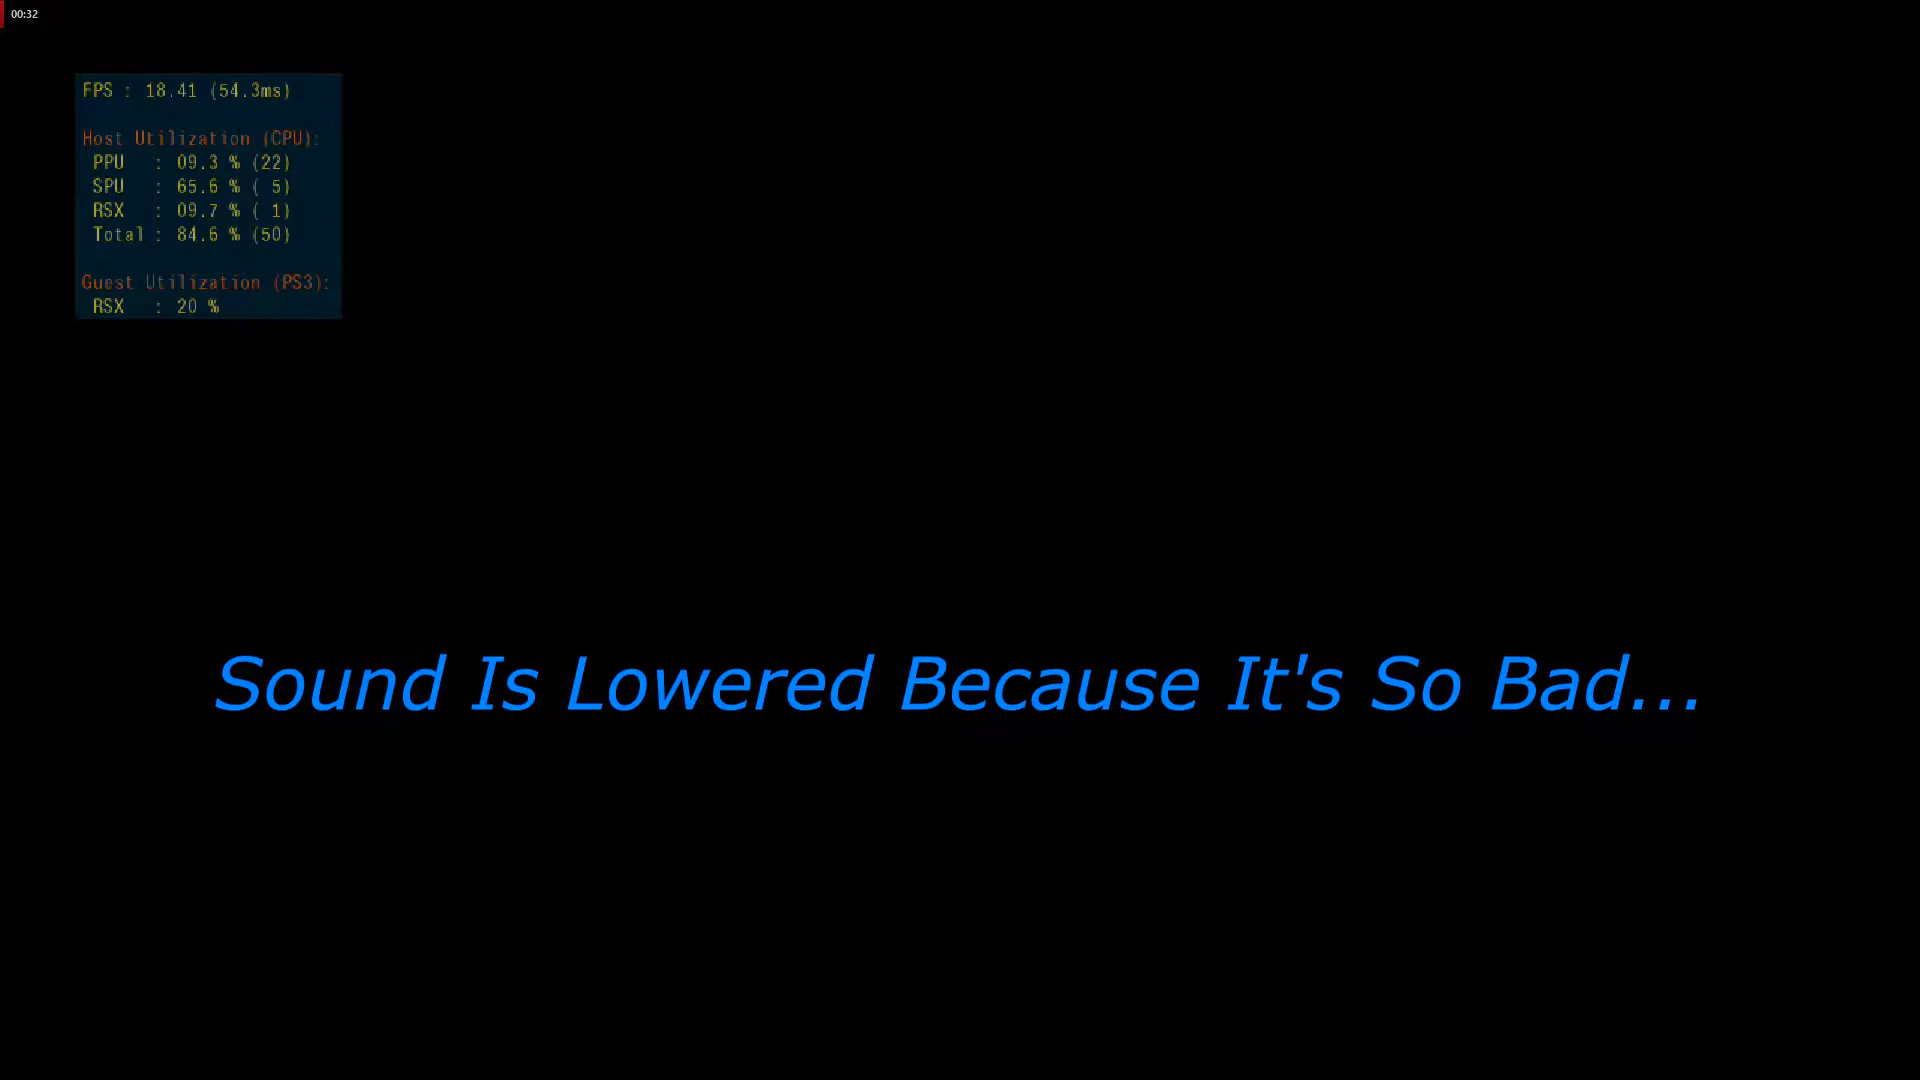 00:32
FPS : 18.41 (54.3ms)
Host Utilization (CPU):
PPU : 09.3 % (22)
SPU : 65.6 % ( 5)
RSX : 09.7 % ( 1)
Total : 84.6 % (50)
Guest Utilization (PS3):
RSX : 20 %
Sound Is Lowered Because It's So Bad...